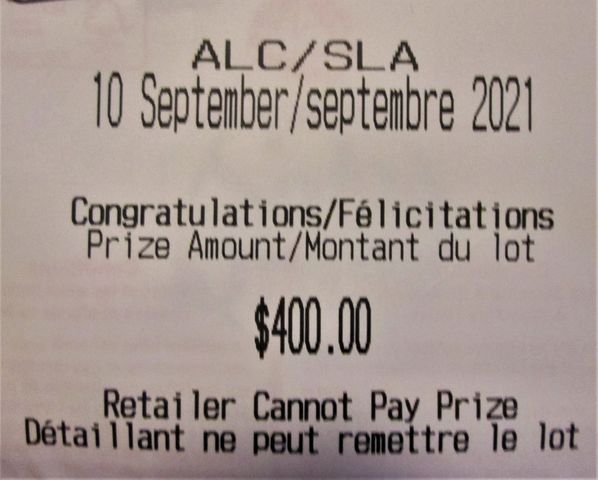 ALC/SLA
10 September/septembre 2021
Congratulations/Félicitations
Prize Amount/Montant du lot
$400.00
Retailer Cannot Pay Prize
Détaillant ne peut remettre le lot